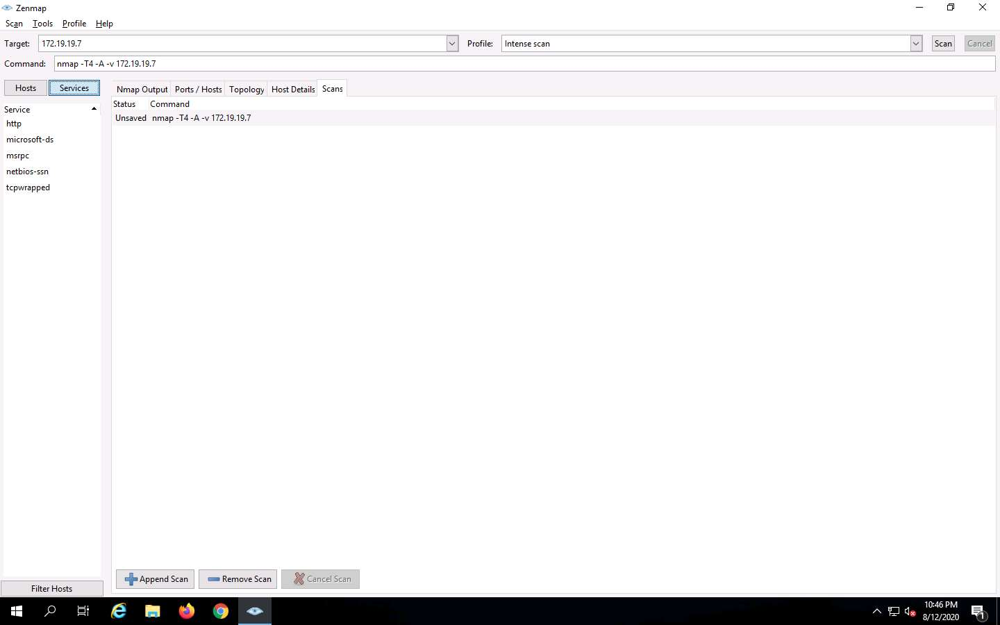 Zenmap
Scan Tools Profile Help
Target: 172.19.19.7 Profile: Intense scan Scan Cancel
Command: nmap -T4 -A -v 172.19.19.7
Hosts Services Nmap Output Ports / Hosts Topology Host Details Scans
Service Status Command
Unsaved nmap -T4 -A -v 172.19.19.7
http
microsoft-ds
msrpc
netbios-ssn
tcpwrapped
Append Scan Remove Scan Cancel Scan
Filter Hosts
10:46 PM
8/12/2020
1